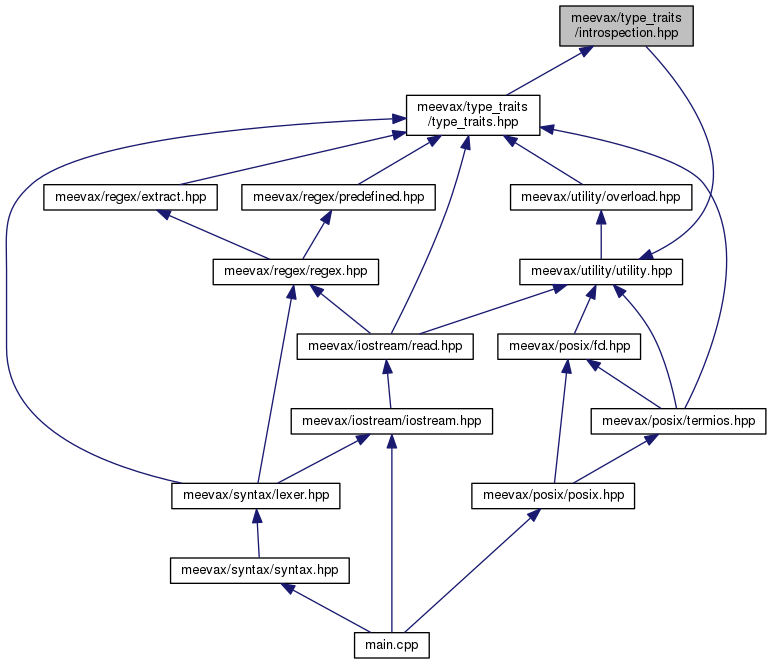 meevax/type_traits
/introspection.hpp
meevax/type_traits
/type_traits.hpp
meevax/regex/extract.hpp
meevax/regex/predefined.hpp
meevax/utility/overload.hpp
meevax/regex/regex.hpp
meevax/utility/utility.hpp
meevax/iostream/read.hpp
meevax/posix/fd.hpp
meevax/iostream/iostream.hpp
meevax/posix/termios.hpp
meevax/syntax/lexer.hpp
meevax/posix/posix.hpp
meevax/syntax/syntax.hpp
main.cpp